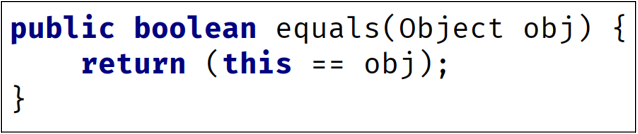 public boolean equals(Object obj) {
    return (this == obj);
}